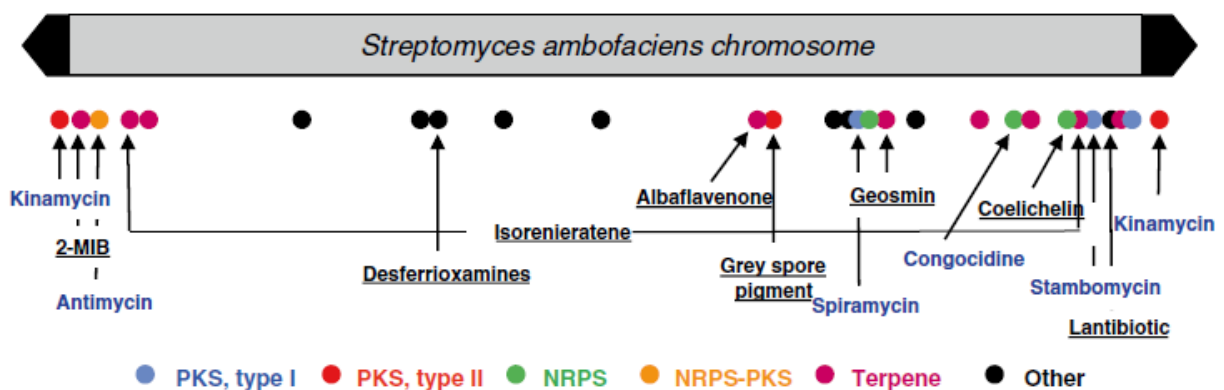 Streptomyces ambofaciens chromosome
Kinamycin
2-MIB
Antimycin
Isorenieratene
Desferrioxamines
Albaflavenone
Grey spore
pigment
Geosmin
Spiramycin
Congocidine
Coelichelin
Stambomycin
Lantibiotic
Kinamycin
PKS, type I
PKS, type II
NRPS
NRPS-PKS
Terpene
Other